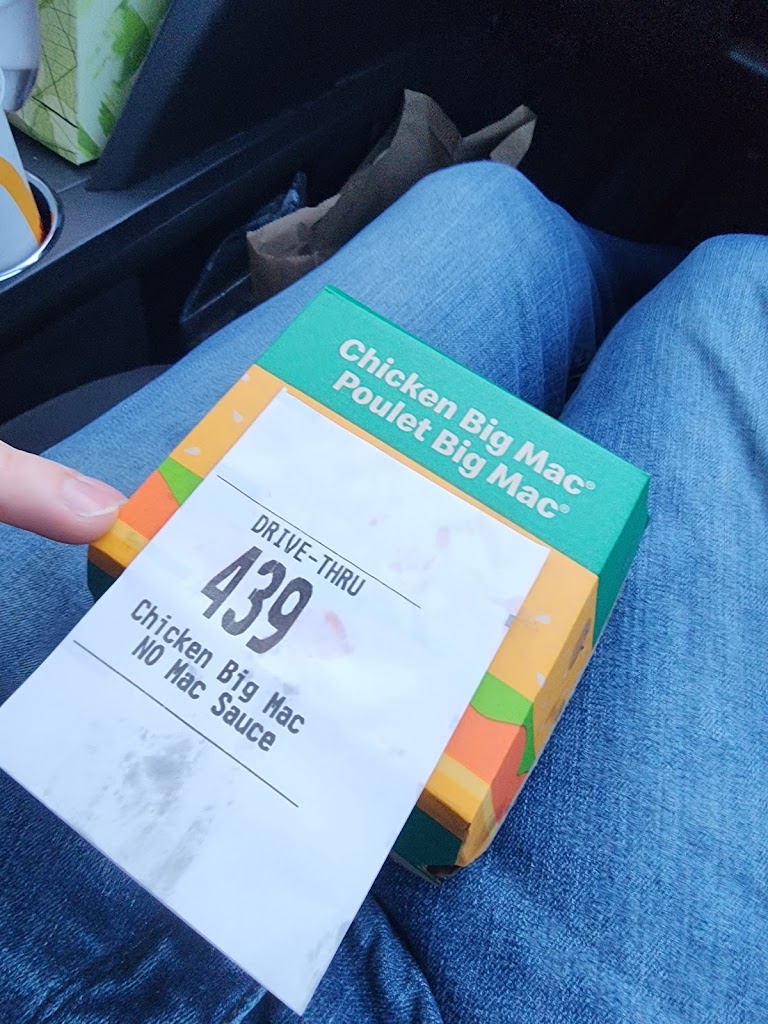 Chicken Big Mac®
Poulet Big Mac®
DRIVE-THRU
439
Chicken Big Mac
NO Mac Sauce